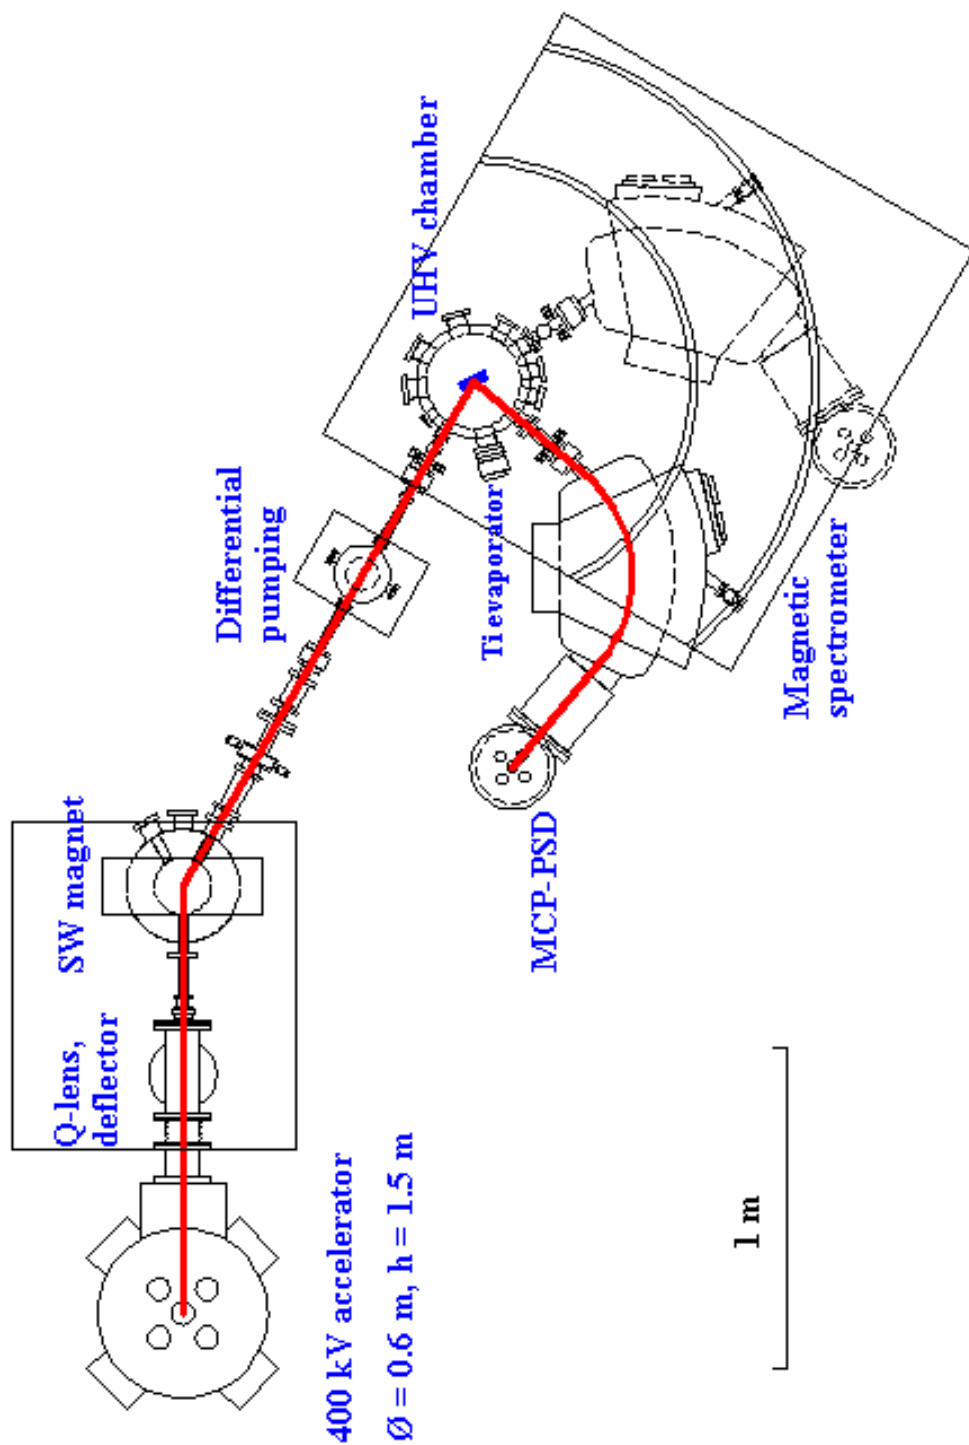 400 kV accelerator
Ø = 0.6 m, h = 1.5 m
Q-lens,
deflector
SW magnet
Differential
pumping
UHV chamber
Ti evaporator
MCP-PSD
Magnetic
spectrometer
1 m